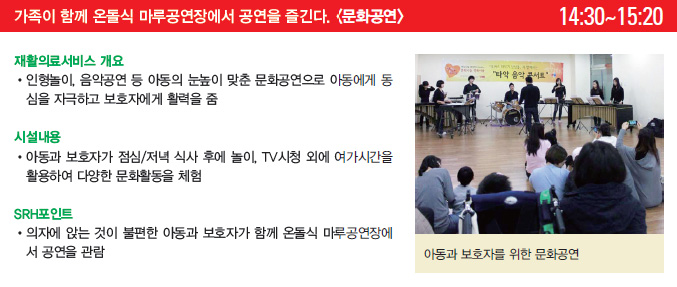 가족이 함께 온돌식 마루공연장에서 공연을 즐긴다. <문화공연> 14:30~15:20
재활의료서비스 개요
• 인형놀이, 음악공연 등 아동의 눈높이 맞춘 문화공연으로 아동에게 동
심을 자극하고 보호자에게 활력을 줌
시설내용
• 아동과 보호자가 점심/저녁 식사 후에 놀이, TV시청 외에 여가시간을
활용하여 다양한 문화활동을 체험
SRH포인트
• 의자에 앉는 것이 불편한 아동과 보호자가 함께 온돌식 마루공연장에
서 공연을 관람
"타악 음악 콘서트"
아동과 보호자를 위한 문화공연